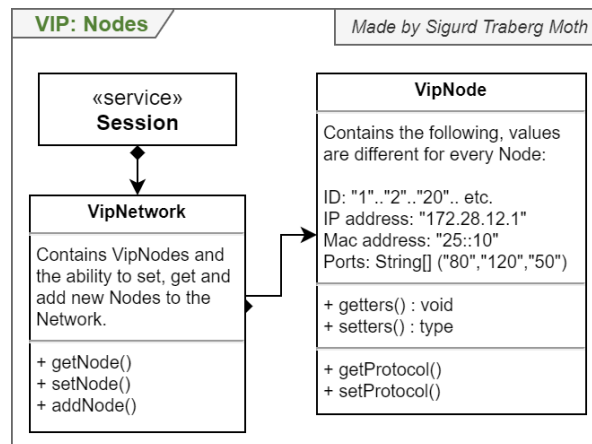 VIP: Nodes
Made by Sigurd Traberg Moth
«service»
Session
VipNetwork
Contains VipNodes and
the ability to set, get and
add new Nodes to the
Network.
+ getNode()
+ setNode()
+ addNode()
VipNode
Contains the following, values
are different for every Node:
ID: "1".."2".."20".. etc.
IP address: "172.28.12.1"
Mac address: "25::10"
Ports: String[] ("80","120","50")
+ getters() : void
+ setters() : type
+ getProtocol()
+ setProtocol()